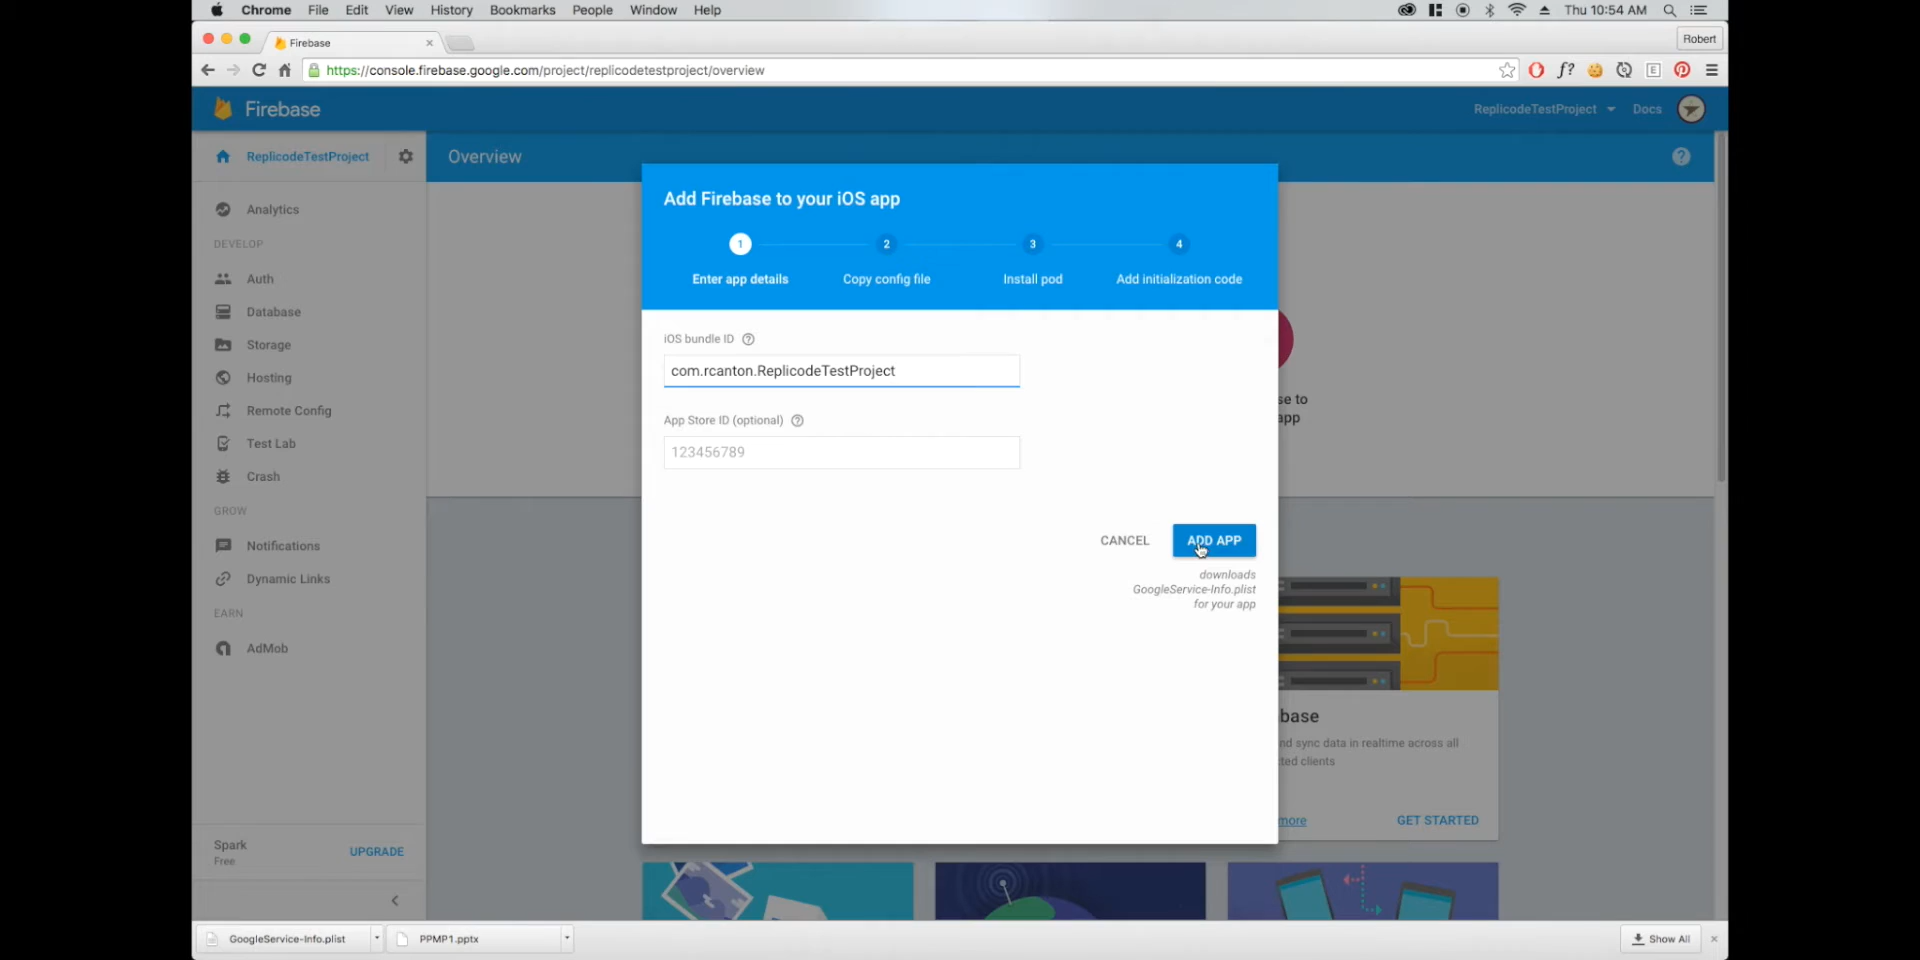 Chrome File Edit View History Bookmarks People Window Help Thu 10:54 AM
Firebase
Robert
https://console.firebase.google.com/project/replicodetestproject/overview
f?
E
Firebase
ReplicodeTestProject
Docs
ReplicodeTestProject
Overview
Analytics
DEVELOP
Auth
Database
Storage
Hosting
Remote Config
Test Lab
Crash
GROW
Notifications
Dynamic Links
EARN
AdMob
Spark
Free
UPGRADE
Add Firebase to your iOS app
1
2
3
4
Enter app details
Copy config file
Install pod
Add initialization code
iOS bundle ID
com.rcanton.ReplicodeTestProject
App Store ID (optional)
123456789
CANCEL
ADD APP
downloads
GoogleService-Info.plist
for your app
se to
app
base
nd sync data in realtime across all
ted clients
more
GET STARTED
GoogleService-Info.plist
PPMP1.pptx
Show All